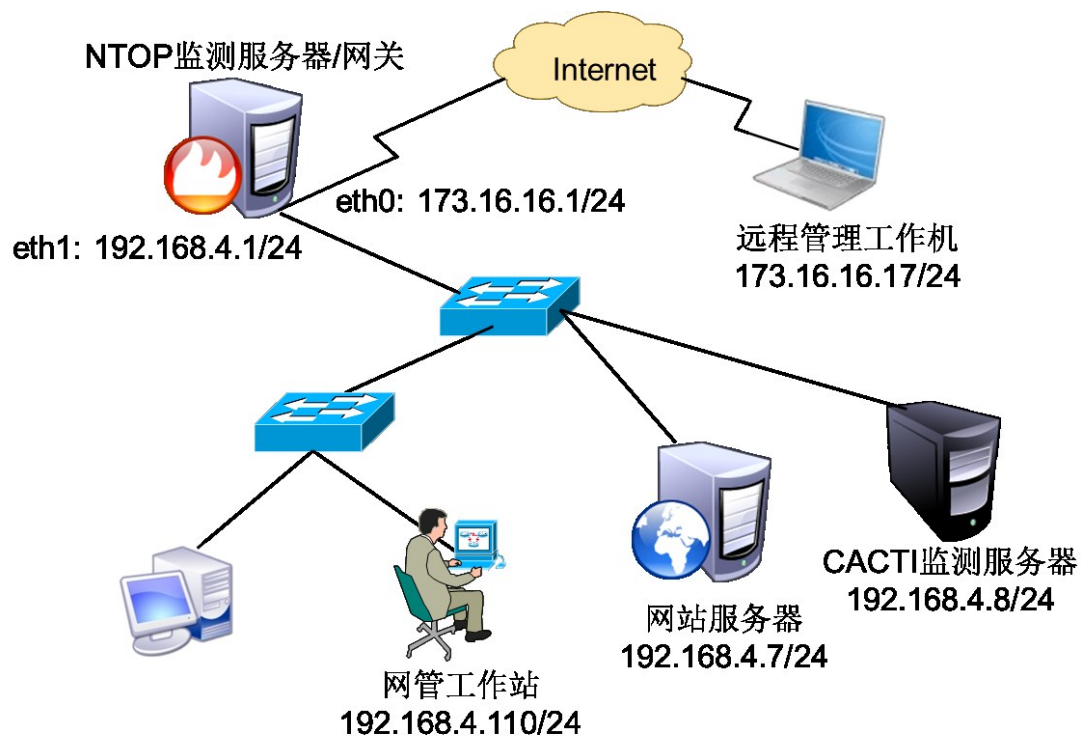 NTOP监测服务器/网关
Internet
eth0: 173.16.16.1/24
eth1: 192.168.4.1/24
远程管理工作机
173.16.16.17/24
CACTI监测服务器
192.168.4.8/24
网站服务器
192.168.4.7/24
网管工作站
192.168.4.110/24